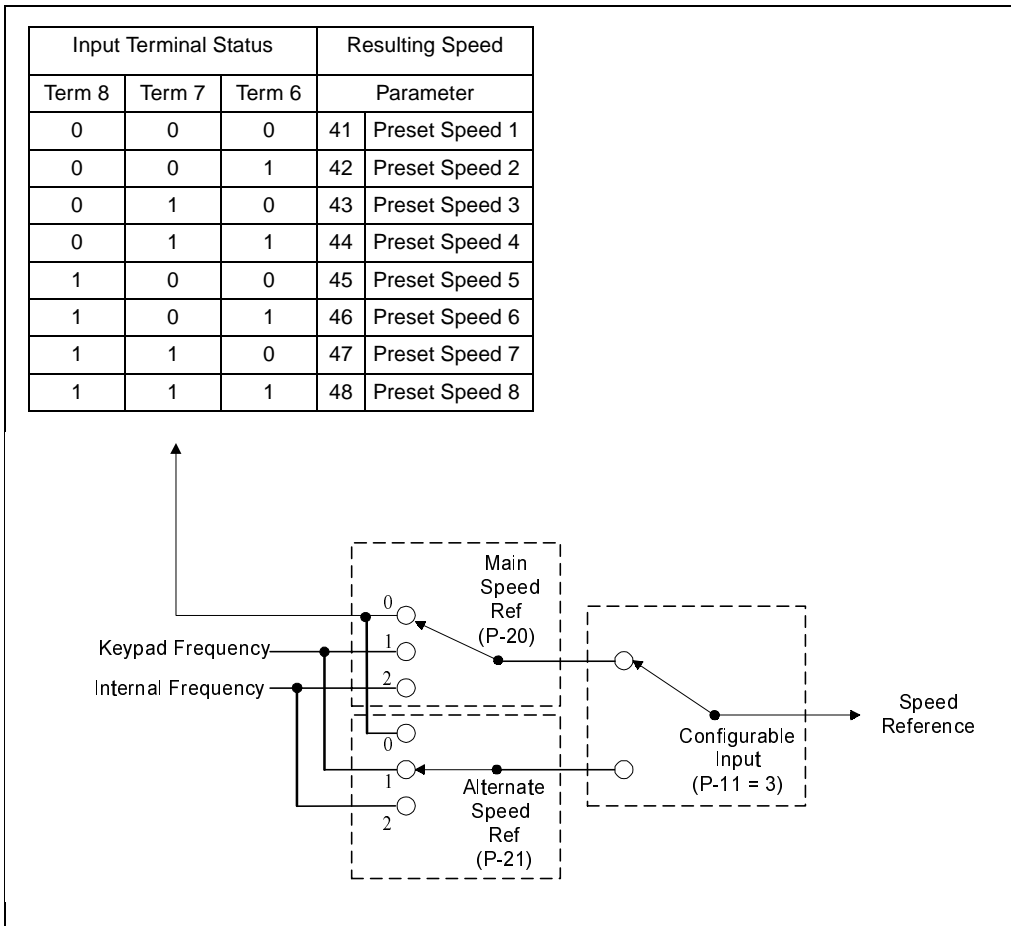 Input Terminal Status Resulting Speed
Term 8 Term 7 Term 6 Parameter
0 0 0 41 Preset Speed 1
0 0 1 42 Preset Speed 2
0 1 0 43 Preset Speed 3
0 1 1 44 Preset Speed 4
1 0 0 45 Preset Speed 5
1 0 1 46 Preset Speed 6
1 1 0 47 Preset Speed 7
1 1 1 48 Preset Speed 8
Main
Speed
Ref
(P-20)
0
1
2
Keypad Frequency
Internal Frequency
0
1
2
Alternate
Speed
Ref
(P-21)
Configurable
Input
(P-11 = 3)
Speed
Reference